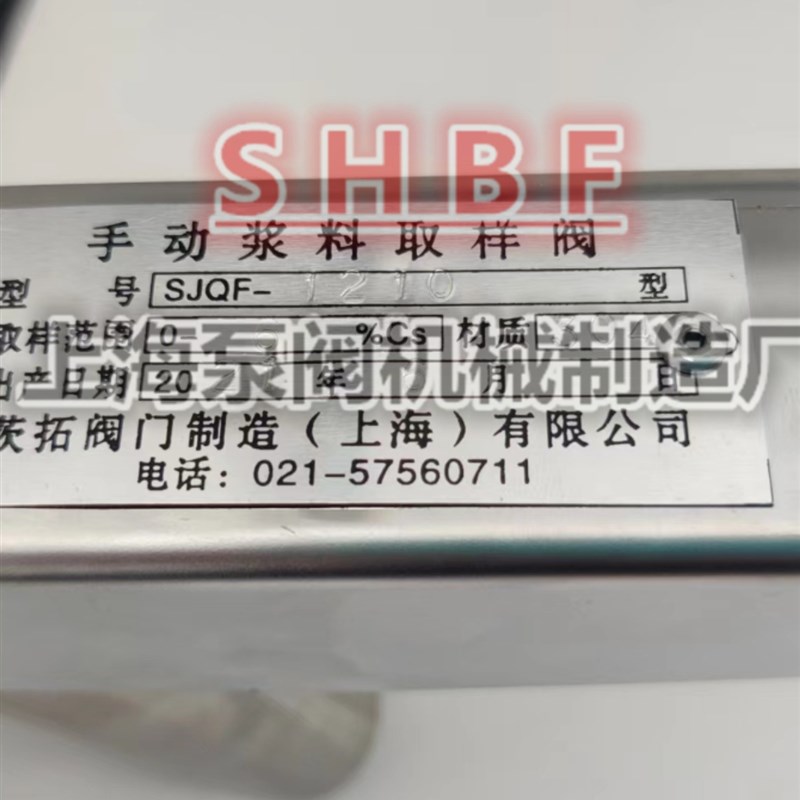 SHBF
手动浆料取样阀
型 号 SJQF-1210 型
取样范围 0- %Cs 材质
上海泵阀机械制造厂
出产日期 20 年 月 日
茨拓阀门制造（上海）有限公司
电话：021-57560711